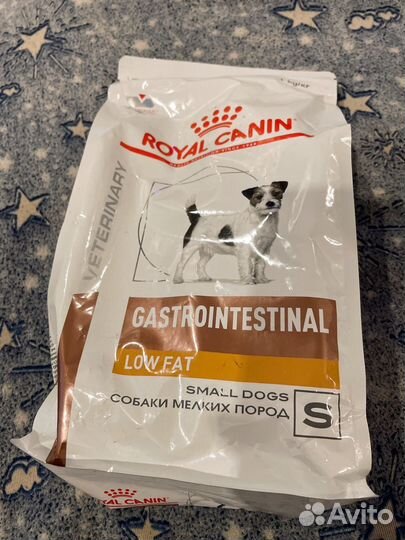 ROYAL CANIN
VETERINARY
GASTROINTESTINAL
LOW FAT
SMALL DOGS
СОБАКИ МЕЛКИХ ПОРОД
S
ROYAL CANIN
Avito